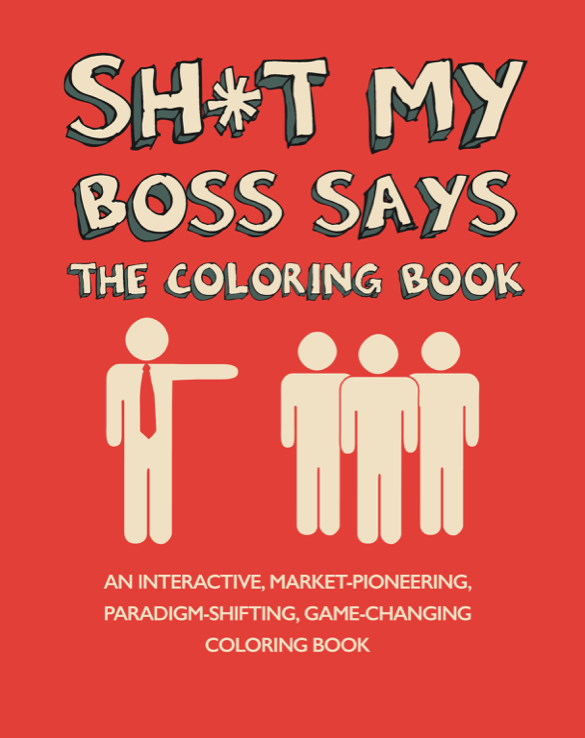 SH*T MY
BOSS SAYS
THE COLORING BOOK
AN INTERACTIVE, MARKET-PIONEERING,
PARADIGM-SHIFTING, GAME-CHANGING
COLORING BOOK